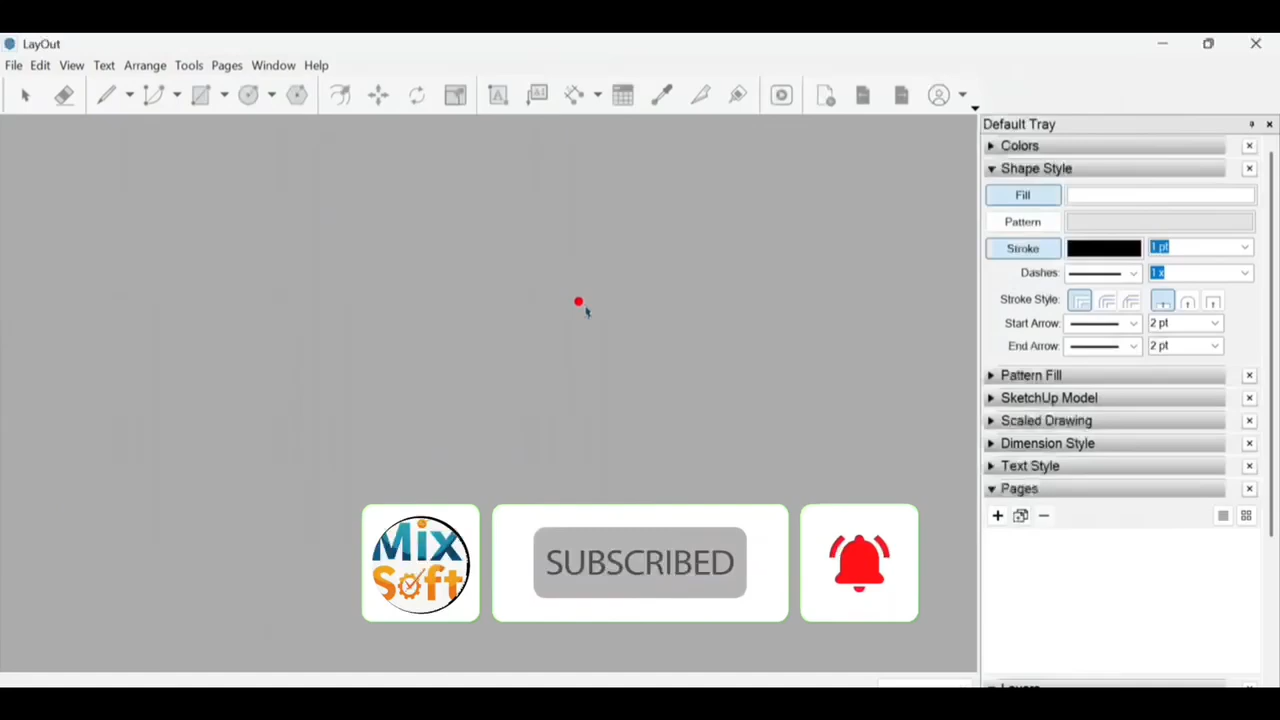 LayOut
File Edit View Text Arrange Tools Pages Window Help
Default Tray
Colors
Shape Style
Fill
Pattern
Stroke 1 pt
Dashes: 1 x
Stroke Style:
Start Arrow: 2 pt
End Arrow: 2 pt
Pattern Fill
SketchUp Model
Scaled Drawing
Dimension Style
Text Style
Pages
Mix
Soft
SUBSCRIBED